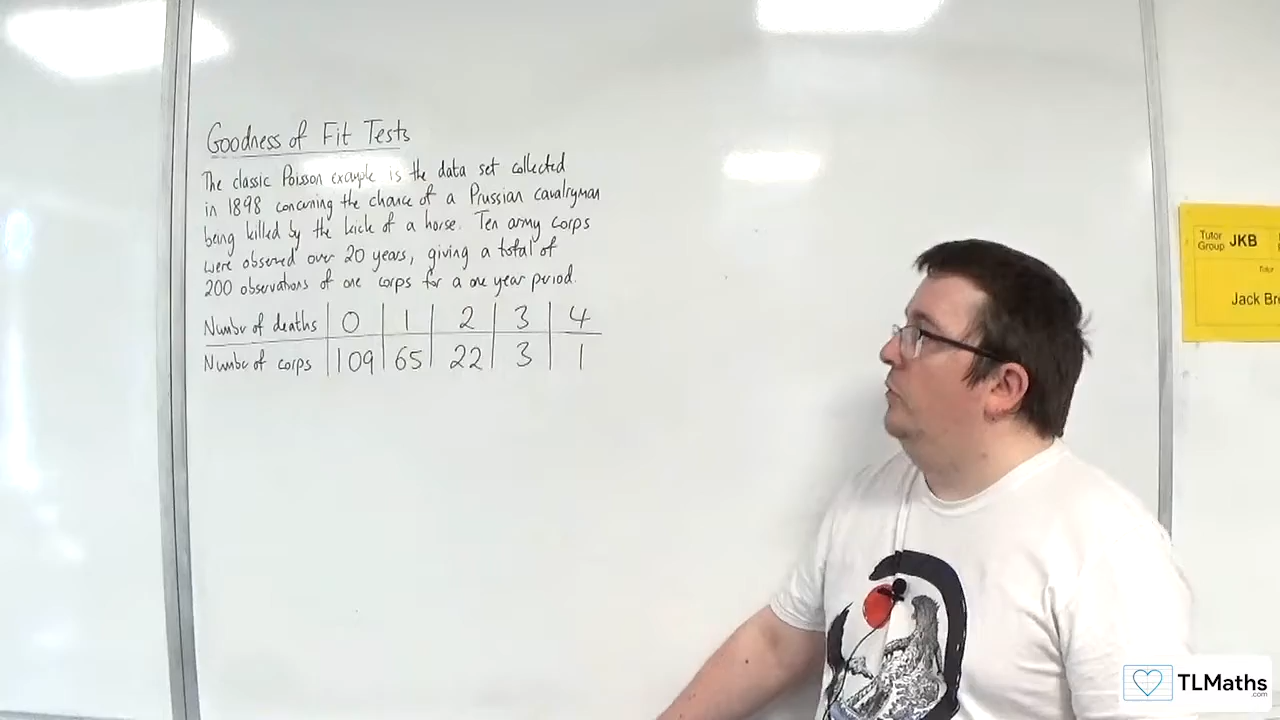 Goodness of Fit Tests
The classic Poisson example is the data set collected
in 1898 concerning the chance of a Prussian cavalryman
being killed by the kick of a horse. Ten army corps
were observed over 20 years, giving a total of
200 observations of one corps for a one year period.
Number of deaths 0 1 2 3 4
Number of corps 109 65 22 3 1
Tutor Group JKB
Tutor
Jack Bre
TLMaths
.com